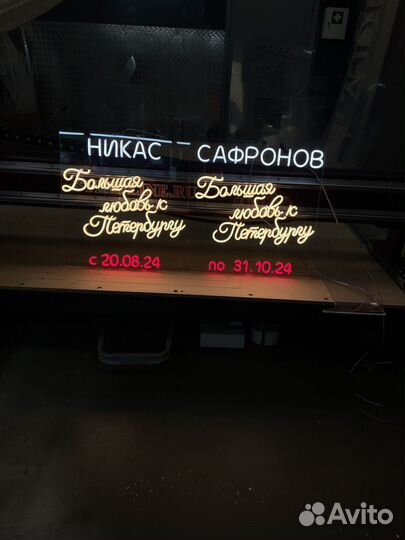 НИКАС САФРОНОВ
Большая Большая
любовь к любовь к
Петербургу Петербургу
с 20.08.24 по 31.10.24
Avito